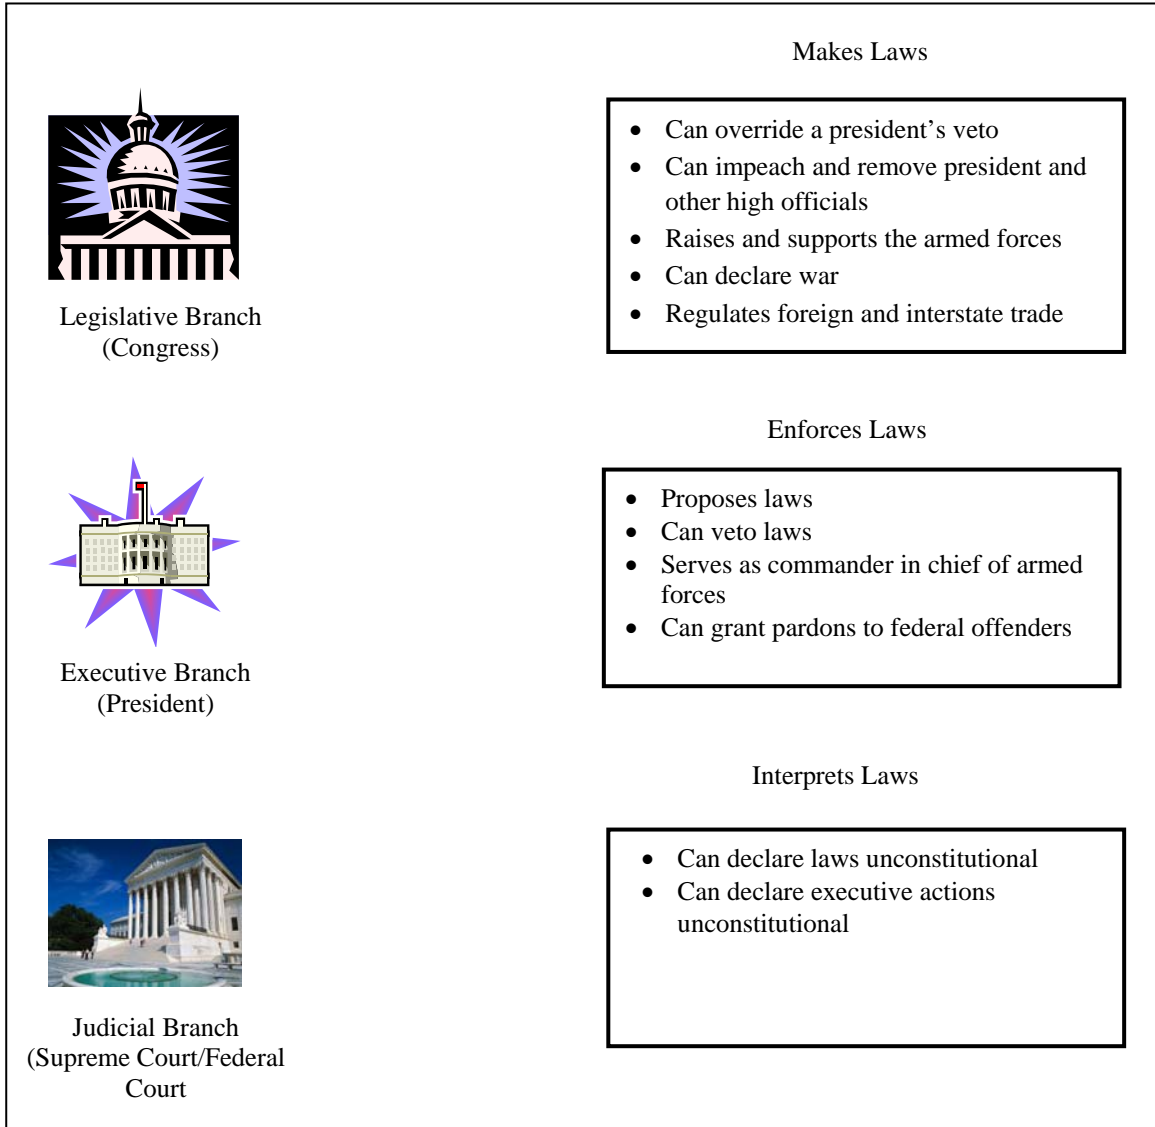 Makes Laws
• Can override a president’s veto
• Can impeach and remove president and
other high officials
• Raises and supports the armed forces
• Can declare war
• Regulates foreign and interstate trade
Legislative Branch
(Congress)
Enforces Laws
• Proposes laws
• Can veto laws
• Serves as commander in chief of armed
forces
• Can grant pardons to federal offenders
Executive Branch
(President)
Interprets Laws
• Can declare laws unconstitutional
• Can declare executive actions
unconstitutional
Judicial Branch
(Supreme Court/Federal
Court